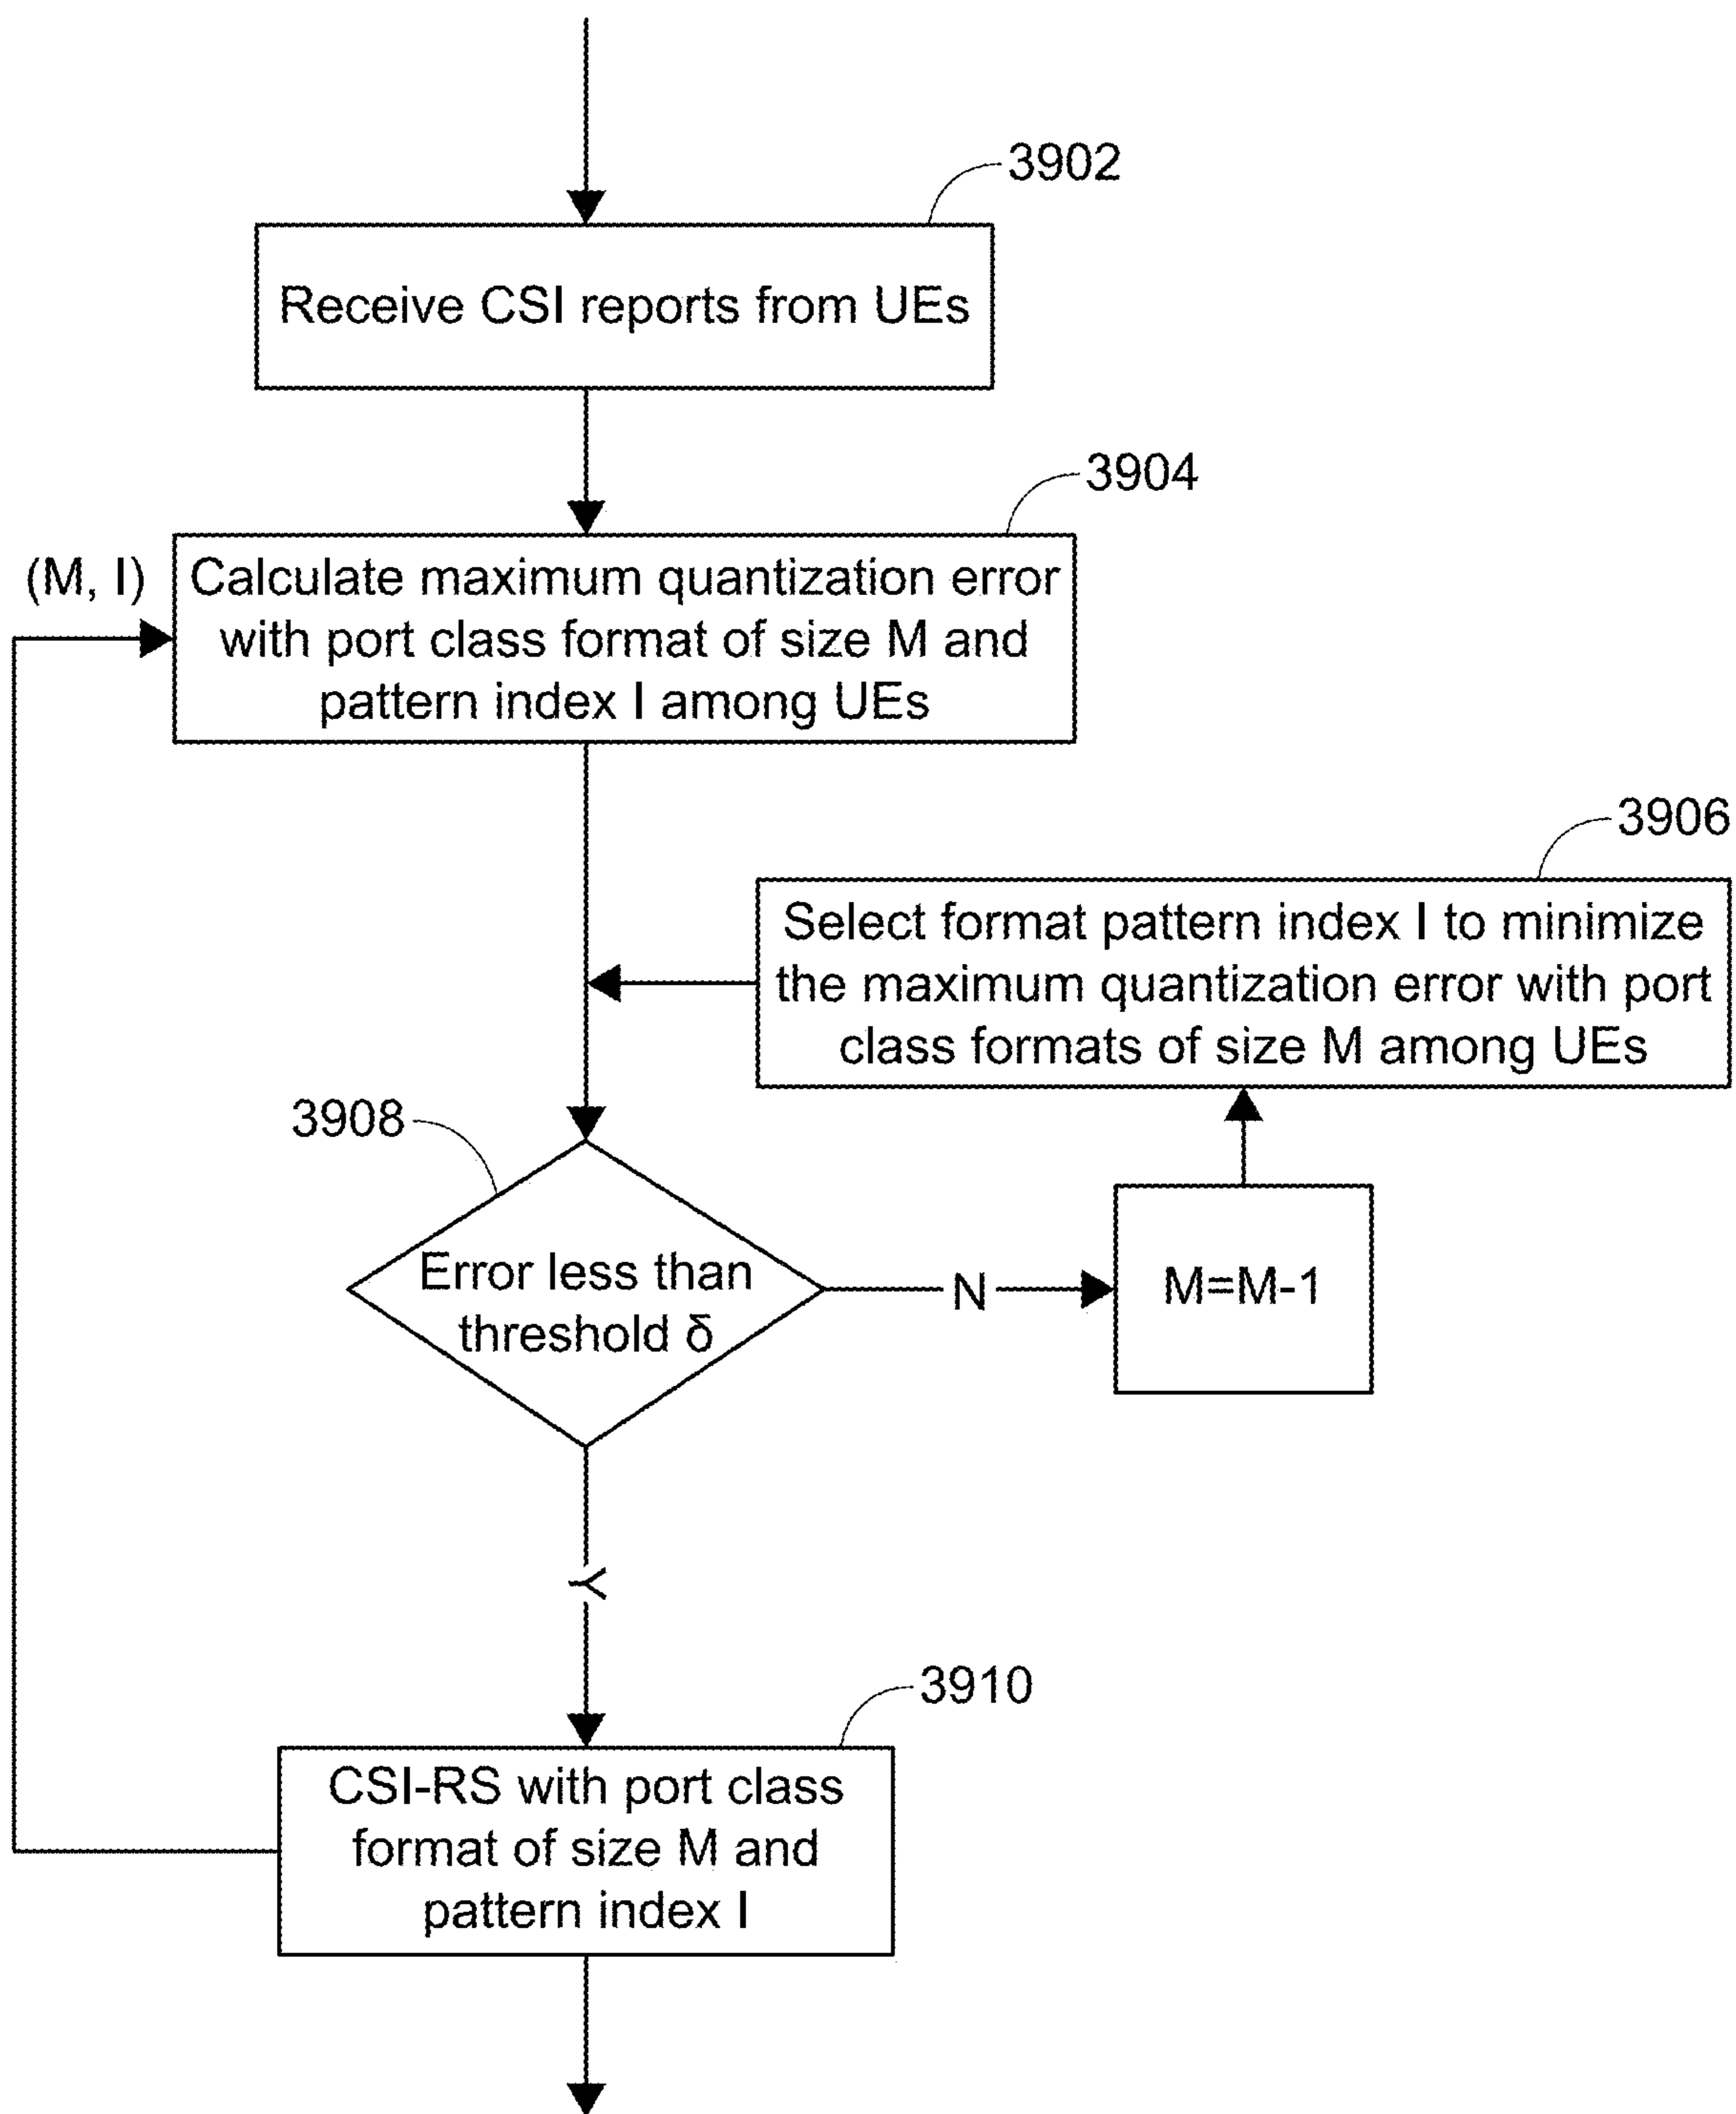 3902
Receive CSI reports from UEs
3904
(M, I)
Calculate maximum quantization error
with port class format of size M and
pattern index I among UEs
3906
Select format pattern index I to minimize
the maximum quantization error with port
class formats of size M among UEs
3908
Error less than
threshold δ
N
M=M-1
Y
3910
CSI-RS with port class
format of size M and
pattern index I